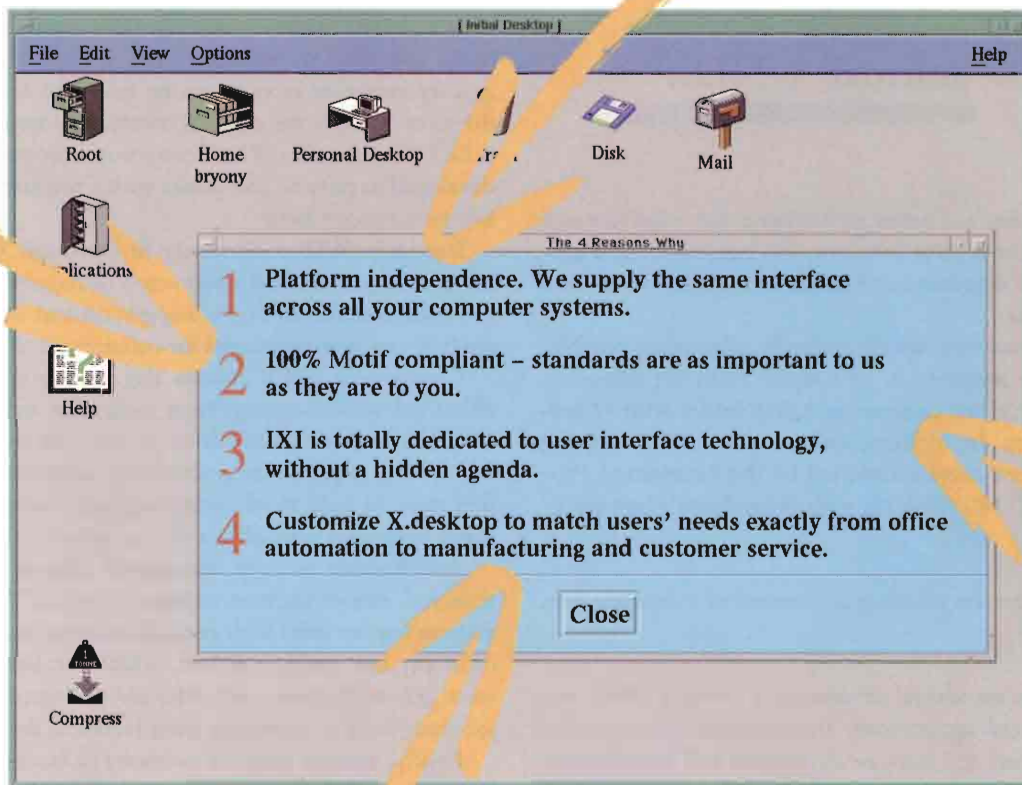 [ Initial Desktop ]
File Edit View Options Help
Root
Home
bryony
Personal Desktop
Disk
Mail
Help
Compress
1 TONNE
The 4 Reasons Why
1 Platform independence. We supply the same interface
across all your computer systems.
2 100% Motif compliant – standards are as important to us
as they are to you.
3 IXI is totally dedicated to user interface technology,
without a hidden agenda.
4 Customize X.desktop to match users’ needs exactly from office
automation to manufacturing and customer service.
Close